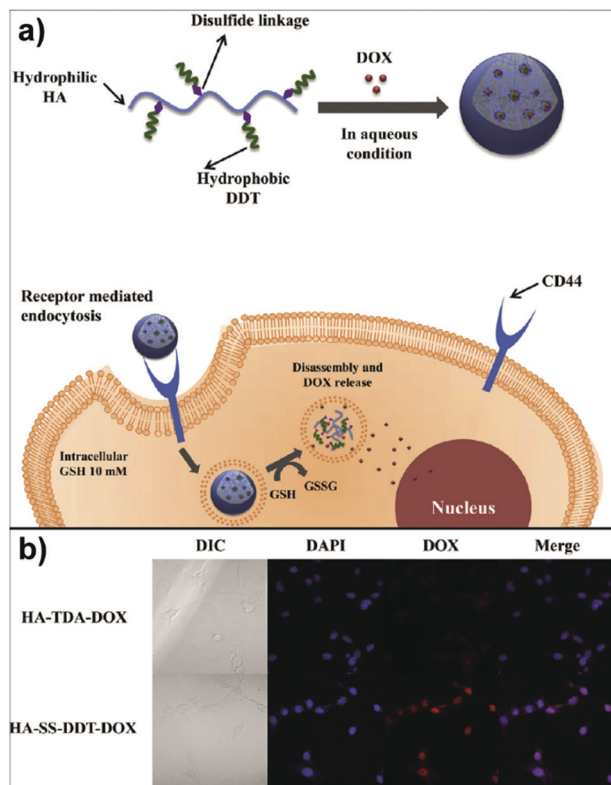 a)
Disulfide linkage
Hydrophilic
HA
DOX
In aqueous
condition
Hydrophobic
DDT
Receptor mediated
endocytosis
CD44
Disassembly and
DOX release
Intracellular
GSH 10 mM
GSH
GSSG
Nucleus
b)
DIC DAPI DOX Merge
HA-TDA-DOX
HA-SS-DDT-DOX